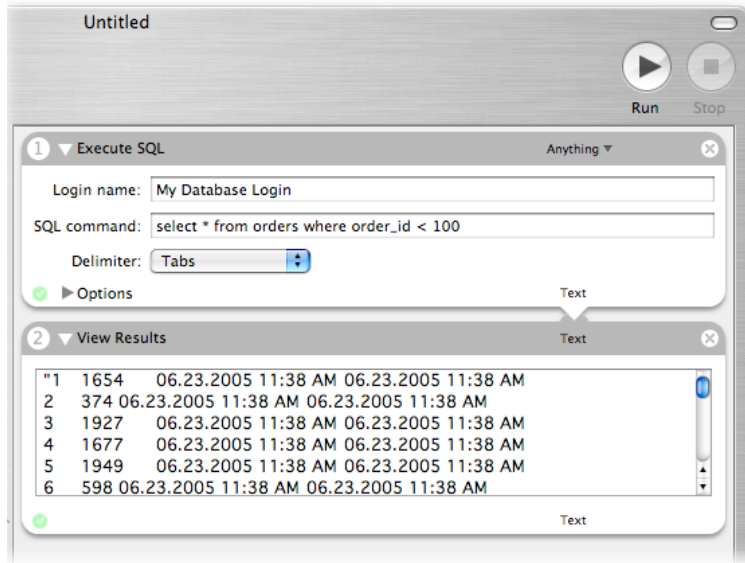 Untitled
Run Stop
1 Execute SQL Anything
Login name: My Database Login
SQL command: select * from orders where order_id < 100
Delimiter: Tabs
Options Text
2 View Results Text
"1 1654 06.23.2005 11:38 AM 06.23.2005 11:38 AM
2 374 06.23.2005 11:38 AM 06.23.2005 11:38 AM
3 1927 06.23.2005 11:38 AM 06.23.2005 11:38 AM
4 1677 06.23.2005 11:38 AM 06.23.2005 11:38 AM
5 1949 06.23.2005 11:38 AM 06.23.2005 11:38 AM
6 598 06.23.2005 11:38 AM 06.23.2005 11:38 AM
Text